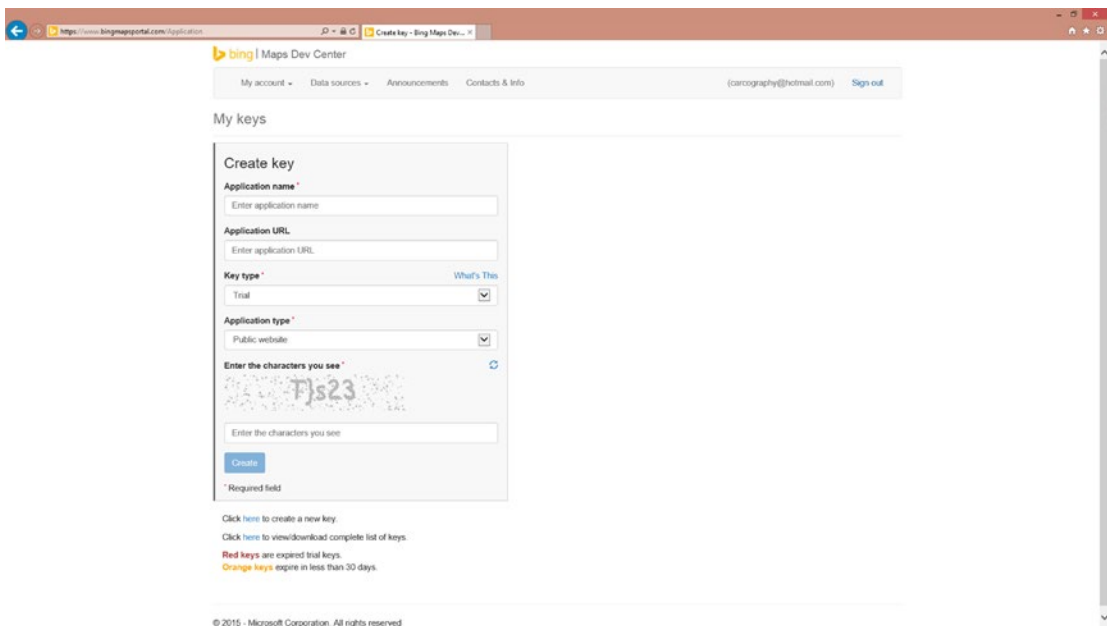 https://www.bingmapsportal.com/Application
Create key - Bing Maps Dev...
bing | Maps Dev Center
My account Data sources Announcements Contacts & Info (carcography@hotmail.com) Sign out
My keys
Create key
Application name *
Enter application name
Application URL
Enter application URL
Key type * What's This
Trial
Application type *
Public website
Enter the characters you see *
T}s23
Enter the characters you see
Create
* Required field
Click here to create a new key.
Click here to view/download complete list of keys.
Red keys are expired trial keys.
Orange keys expire in less than 30 days.
© 2015 - Microsoft Corporation. All rights reserved